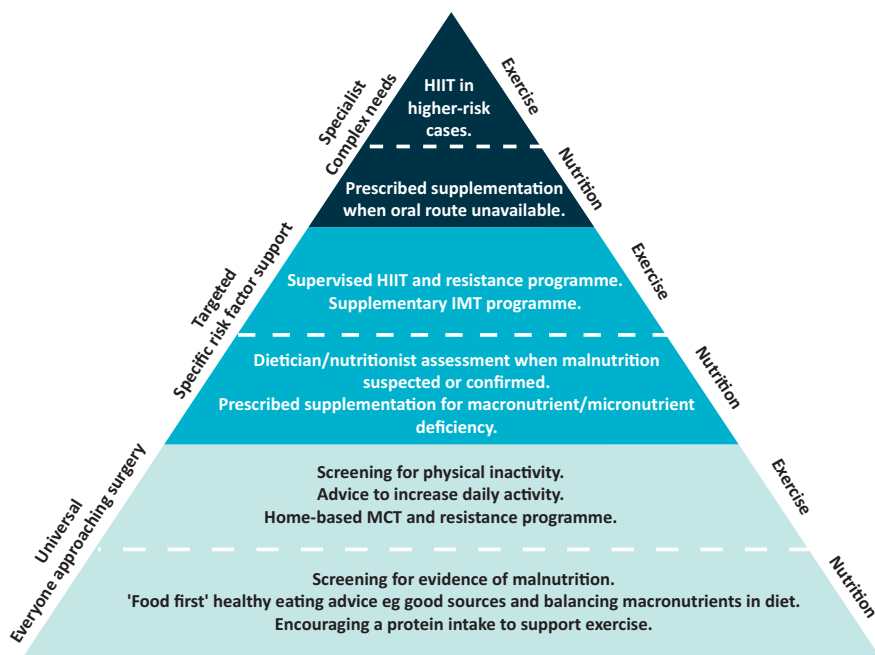 Specialist
Complex needs
HIIT in
higher-risk
cases.
Exercise
Prescribed supplementation
when oral route unavailable.
Nutrition
Targeted
Specific risk factor support
Supervised HIIT and resistance programme.
Supplementary IMT programme.
Exercise
Dietician/nutritionist assessment when malnutrition
suspected or confirmed.
Prescribed supplementation for macronutrient/micronutrient
deficiency.
Nutrition
Universal
Everyone approaching surgery
Screening for physical inactivity.
Advice to increase daily activity.
Home-based MCT and resistance programme.
Exercise
Screening for evidence of malnutrition.
'Food first' healthy eating advice eg good sources and balancing macronutrients in diet.
Encouraging a protein intake to support exercise.
Nutrition